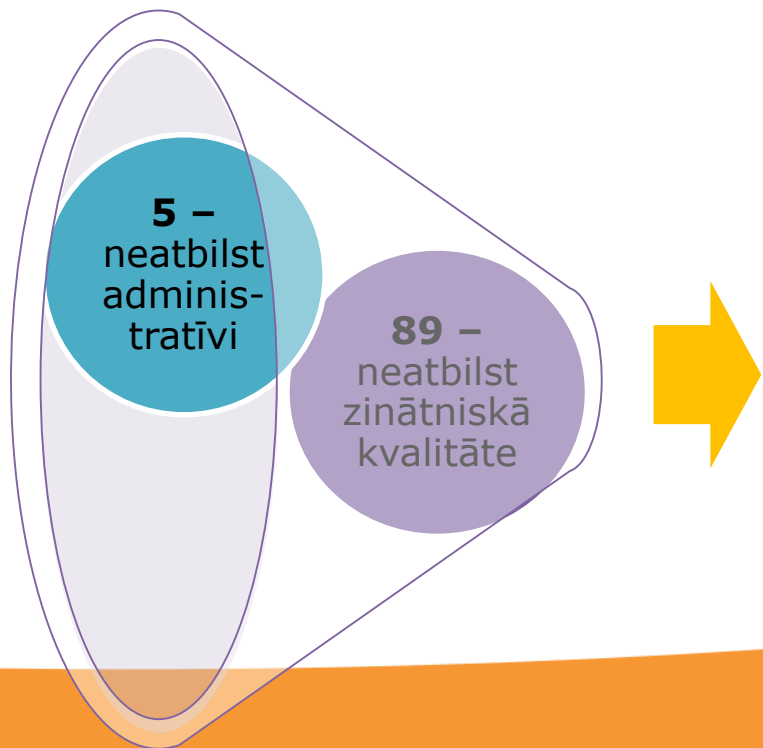 5 –
neatbilst
adminis-
tratīvi
89 –
neatbilst
zinātniskā
kvalitāte